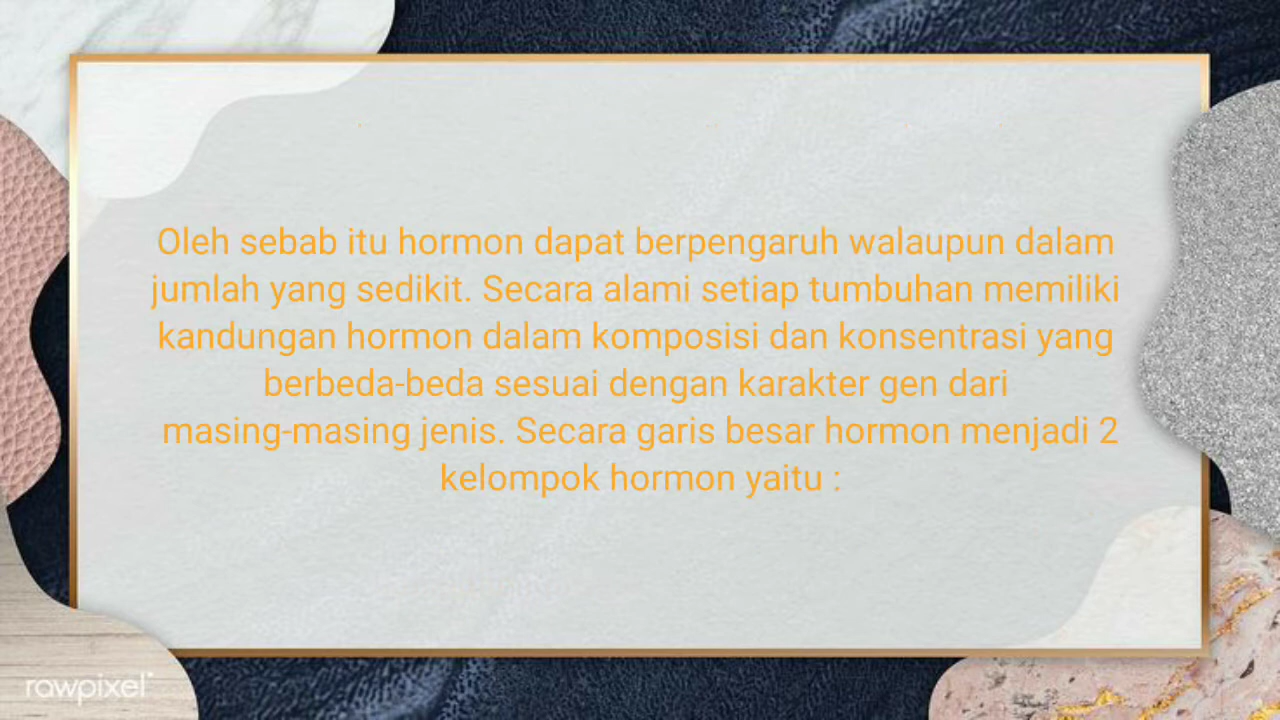 Oleh sebab itu hormon dapat berpengaruh walaupun dalam
jumlah yang sedikit. Secara alami setiap tumbuhan memiliki
kandungan hormon dalam komposisi dan konsentrasi yang
berbeda-beda sesuai dengan karakter gen dari
masing-masing jenis. Secara garis besar hormon menjadi 2
kelompok hormon yaitu :
rawpixel